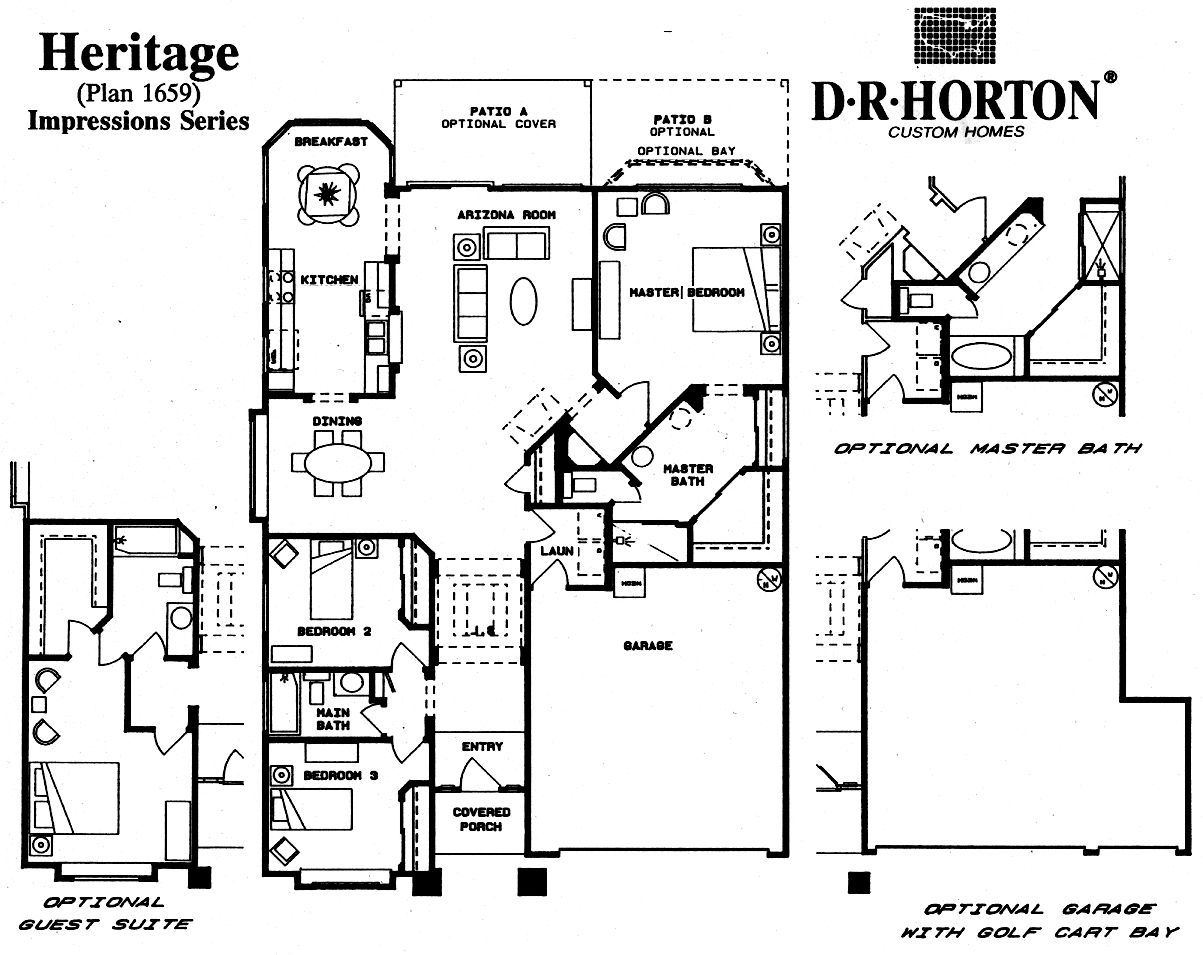 Heritage
(Plan 1659)
Impressions Series
D·R·HORTON®
CUSTOM HOMES
PATIO A
OPTIONAL COVER
PATIO B
OPTIONAL
OPTIONAL BAY
BREAKFAST
ARIZONA ROOM
KITCHEN
MASTER BEDROOM
DINING
MASTER
BATH
LAUN
BEDROOM 2
GARAGE
MAIN
BATH
ENTRY
BEDROOM 3
COVERED
PORCH
OPTIONAL MASTER BATH
OPTIONAL
GUEST SUITE
OPTIONAL GARAGE
WITH GOLF CART BAY